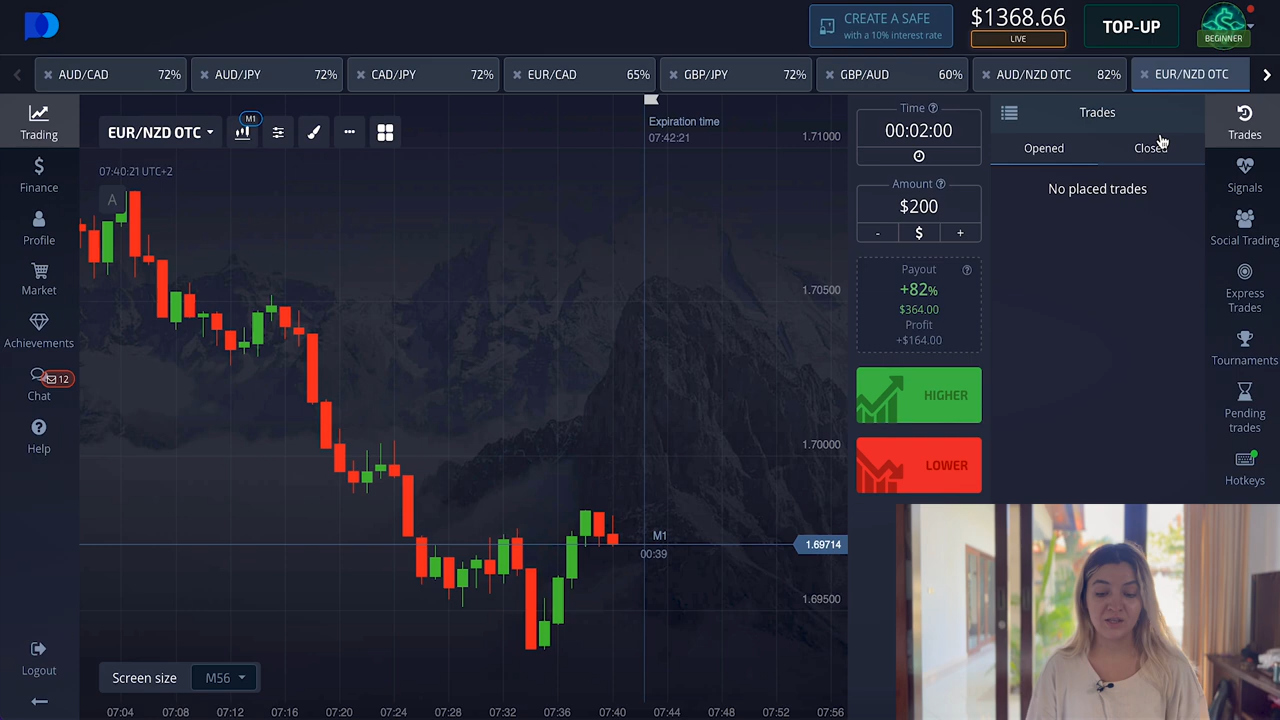 CREATE A SAFE
with a 10% interest rate
$1368.66
LIVE
TOP-UP
BEGINNER
AUD/CAD 72%
AUD/JPY 72%
CAD/JPY 72%
EUR/CAD 65%
GBP/JPY 72%
GBP/AUD 60%
AUD/NZD OTC 82%
EUR/NZD OTC
Trading
Finance
Profile
Market
Achievements
Chat
12
Help
Logout
EUR/NZD OTC
M1
07:40:21 UTC+2
A
Expiration time
07:42:21
1.71000
1.70500
1.70000
1.69714
1.69500
M1
00:39
Screen size
M56
07:04 07:08 07:12 07:16 07:20 07:24 07:28 07:32 07:36 07:40 07:44 07:48 07:52 07:56
Time
00:02:00
Amount
$200
- $ +
Payout
+82%
$364.00
Profit
+$164.00
HIGHER
LOWER
Trades
Opened Closed
No placed trades
Trades
Signals
Social Trading
Express
Trades
Tournaments
Pending
trades
Hotkeys